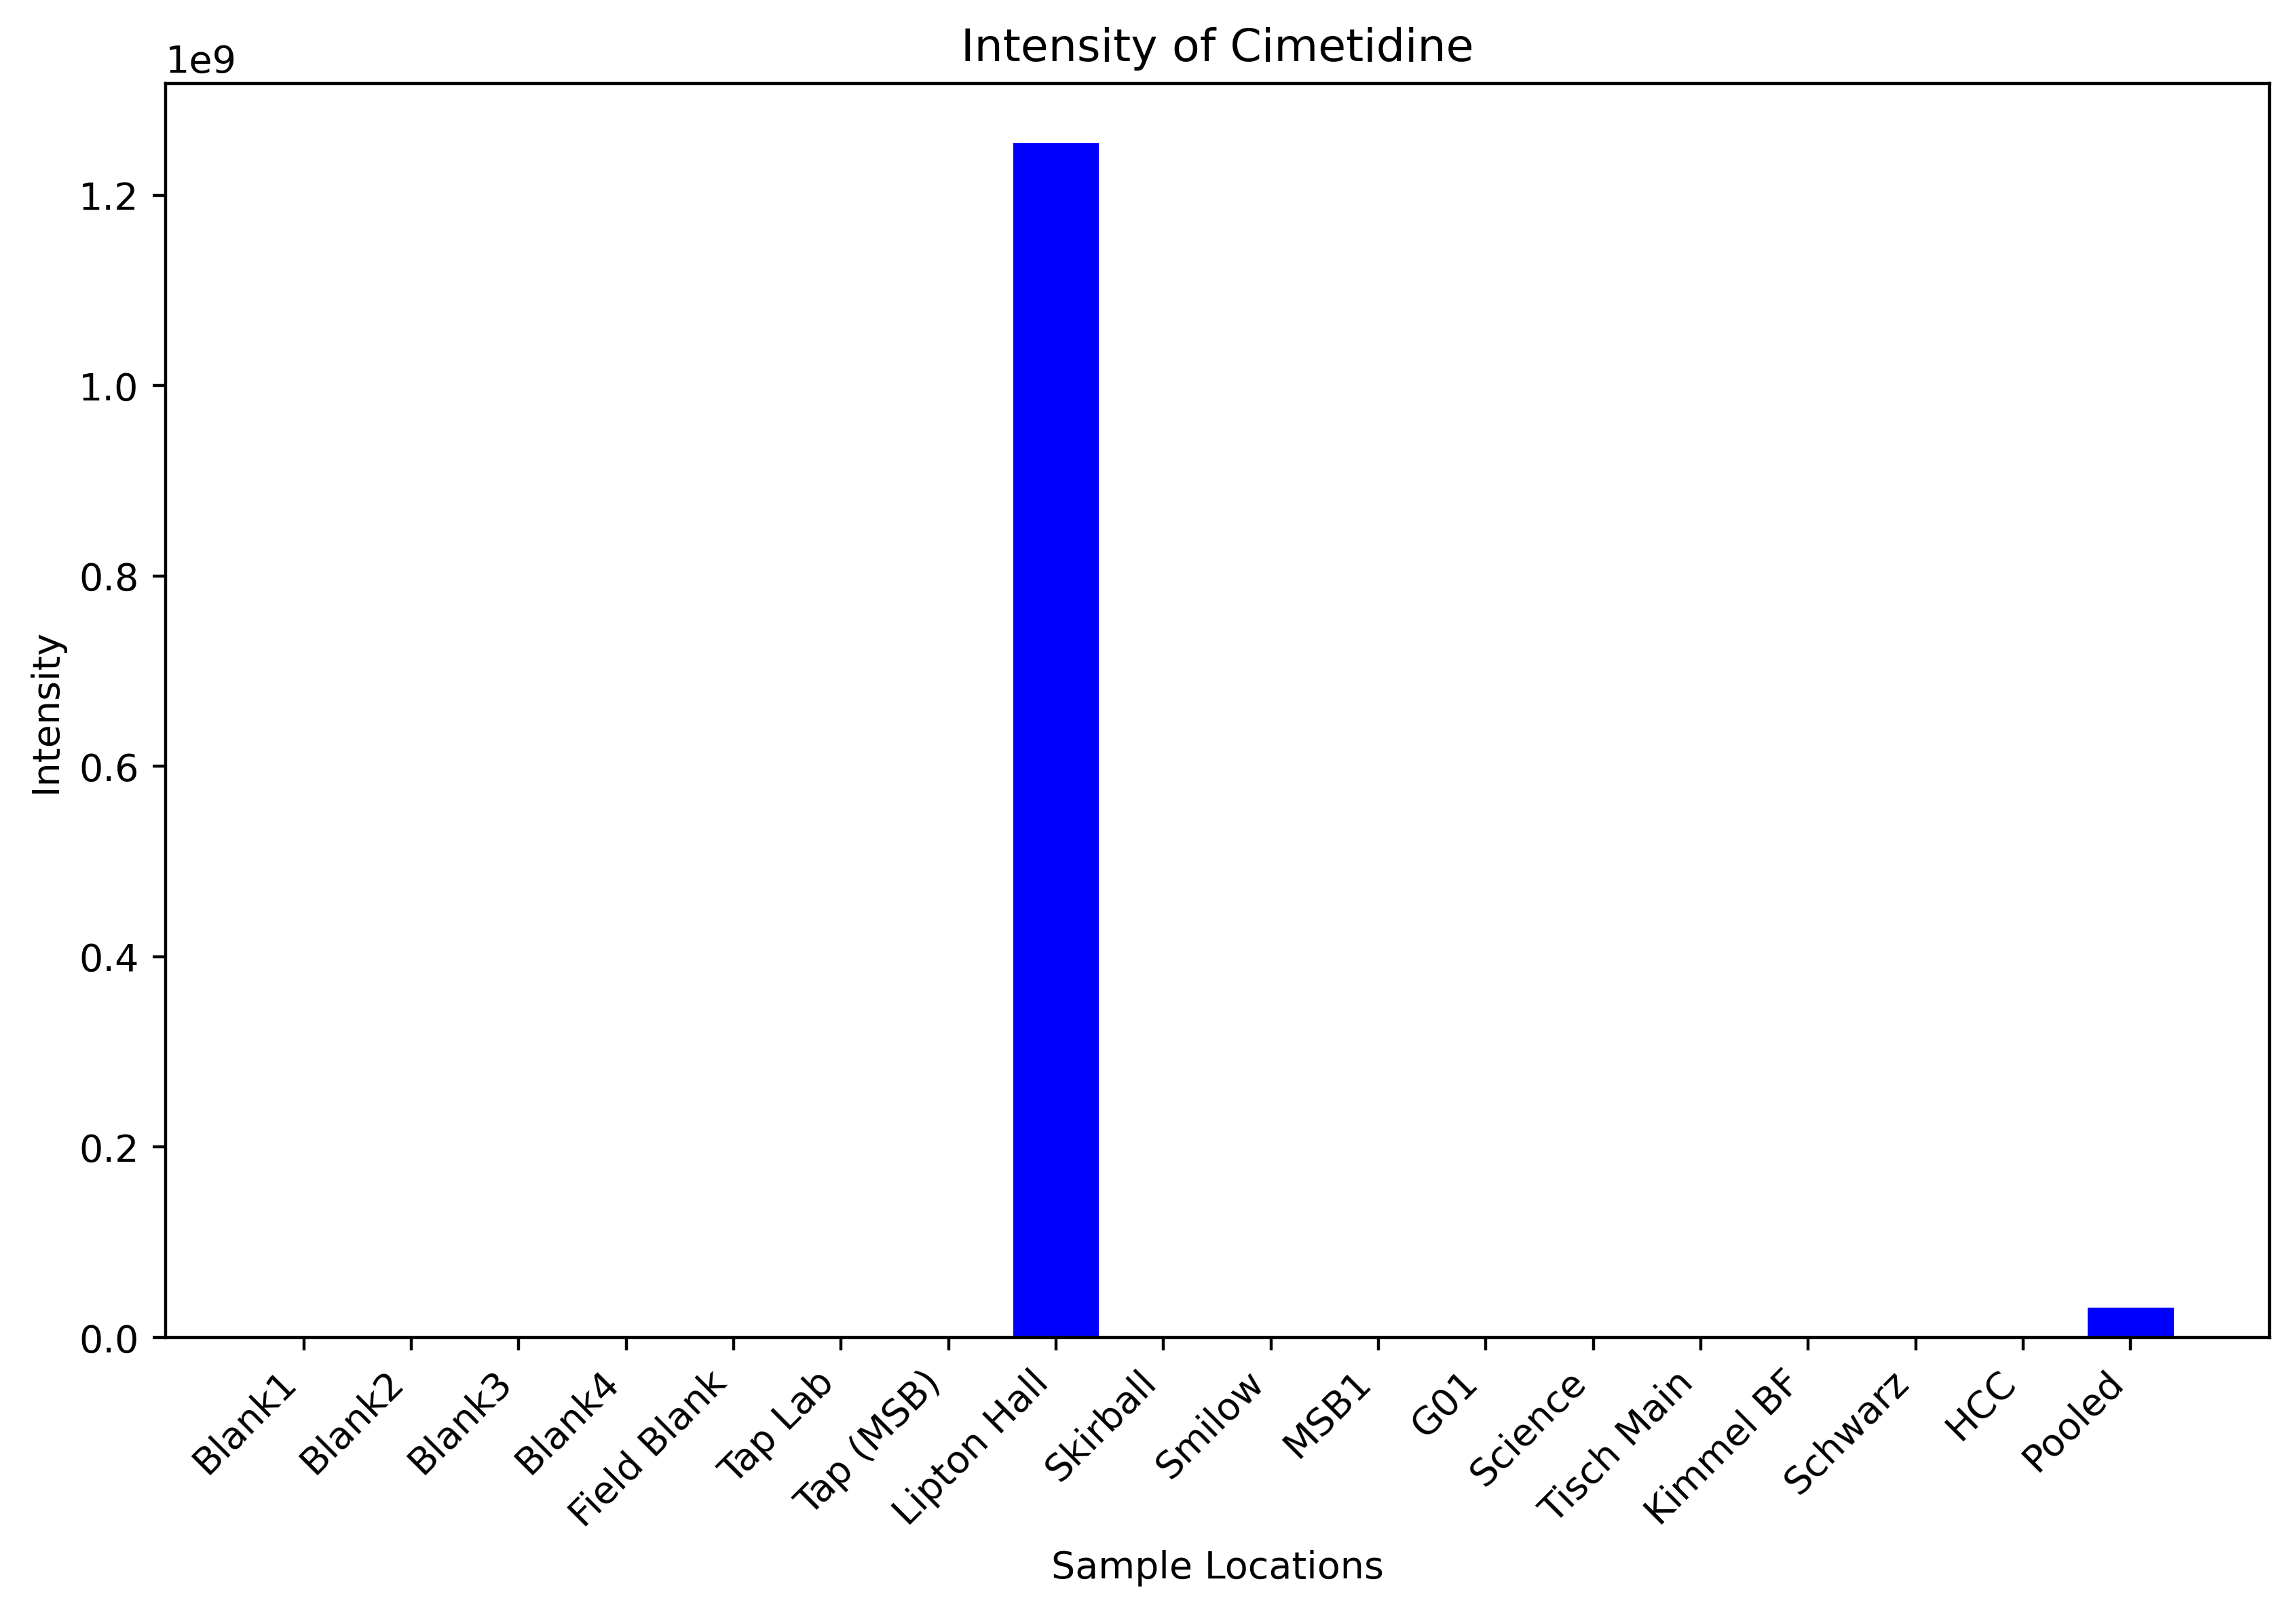 Intensity of Cimetidine
1e9
1.2
1.0
0.8
0.6
0.4
0.2
0.0
Intensity
Blank1
Blank2
Blank3
Blank4
Field Blank
Tap Lab
Tap (MSB)
Lipton Hall
Skirball
Smilow
MSB1
G01
Science
Tisch Main
Kimmel BF
Schwarz
HCC
Pooled
Sample Locations